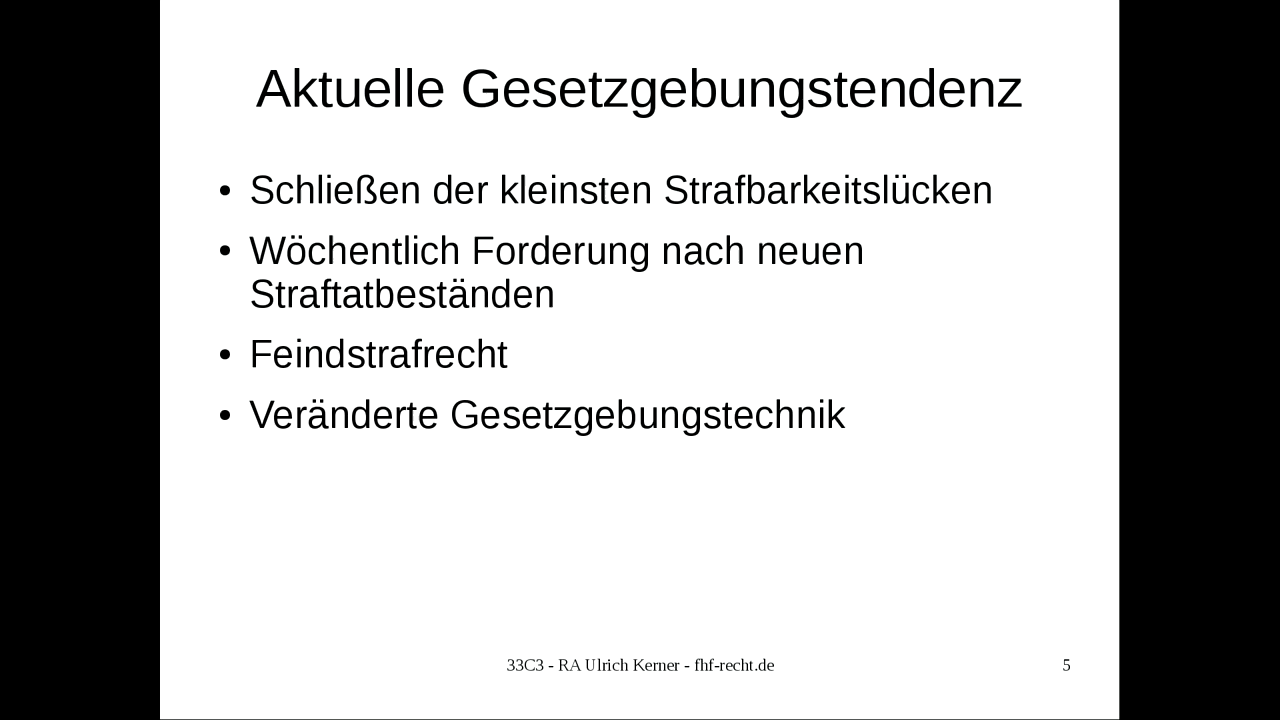 Aktuelle Gesetzgebungstendenz
• Schließen der kleinsten Strafbarkeitslücken
• Wöchentlich Forderung nach neuen
Straftatbeständen
• Feindstrafrecht
• Veränderte Gesetzgebungstechnik
33C3 - RA Ulrich Kerner - fhf-recht.de
5